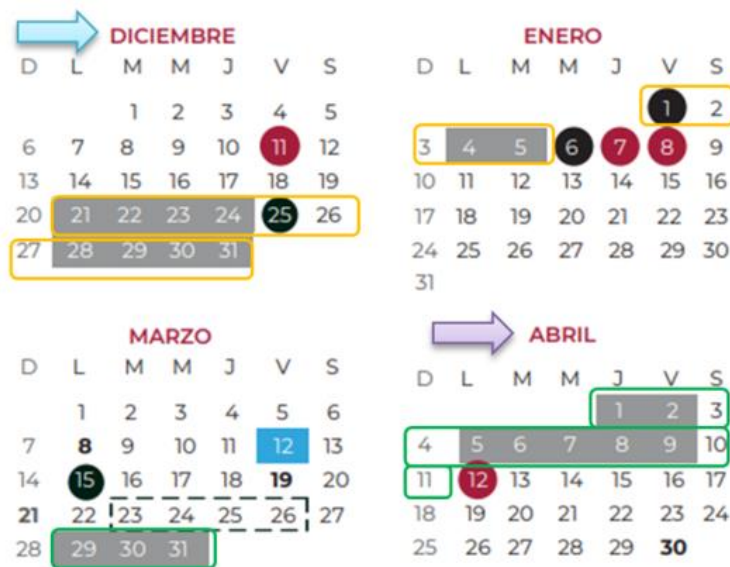 DICIEMBRE
D L M M J V S
1 2 3 4 5
6 7 8 9 10 11 12
13 14 15 16 17 18 19
20 21 22 23 24 25 26
27 28 29 30 31
ENERO
D L M M J V S
1 2
3 4 5 6 7 8 9
10 11 12 13 14 15 16
17 18 19 20 21 22 23
24 25 26 27 28 29 30
31
MARZO
D L M M J V S
1 2 3 4 5 6
7 8 9 10 11 12 13
14 15 16 17 18 19 20
21 22 23 24 25 26 27
28 29 30 31
ABRIL
D L M M J V S
1 2 3
4 5 6 7 8 9 10
11 12 13 14 15 16 17
18 19 20 21 22 23 24
25 26 27 28 29 30